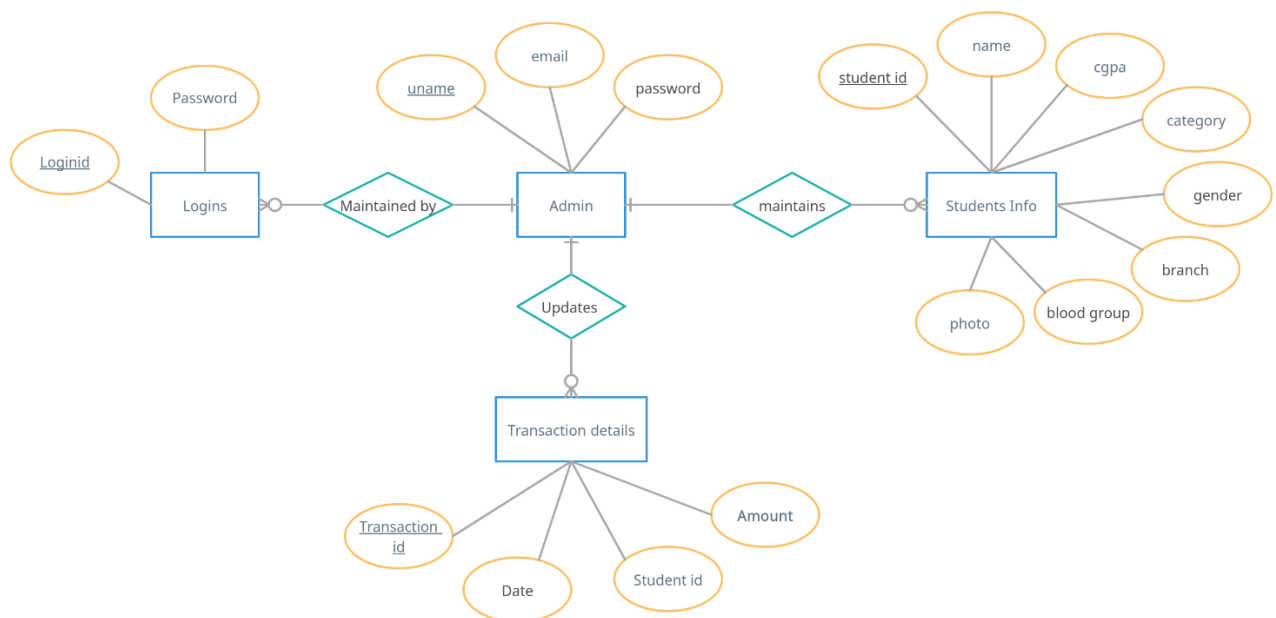 name
email
cgpa
student id
uname
password
Password
category
Loginid
gender
Logins
Maintained by
Admin
maintains
Students Info
branch
Updates
blood group
photo
Transaction details
Amount
Transaction
id
Student id
Date